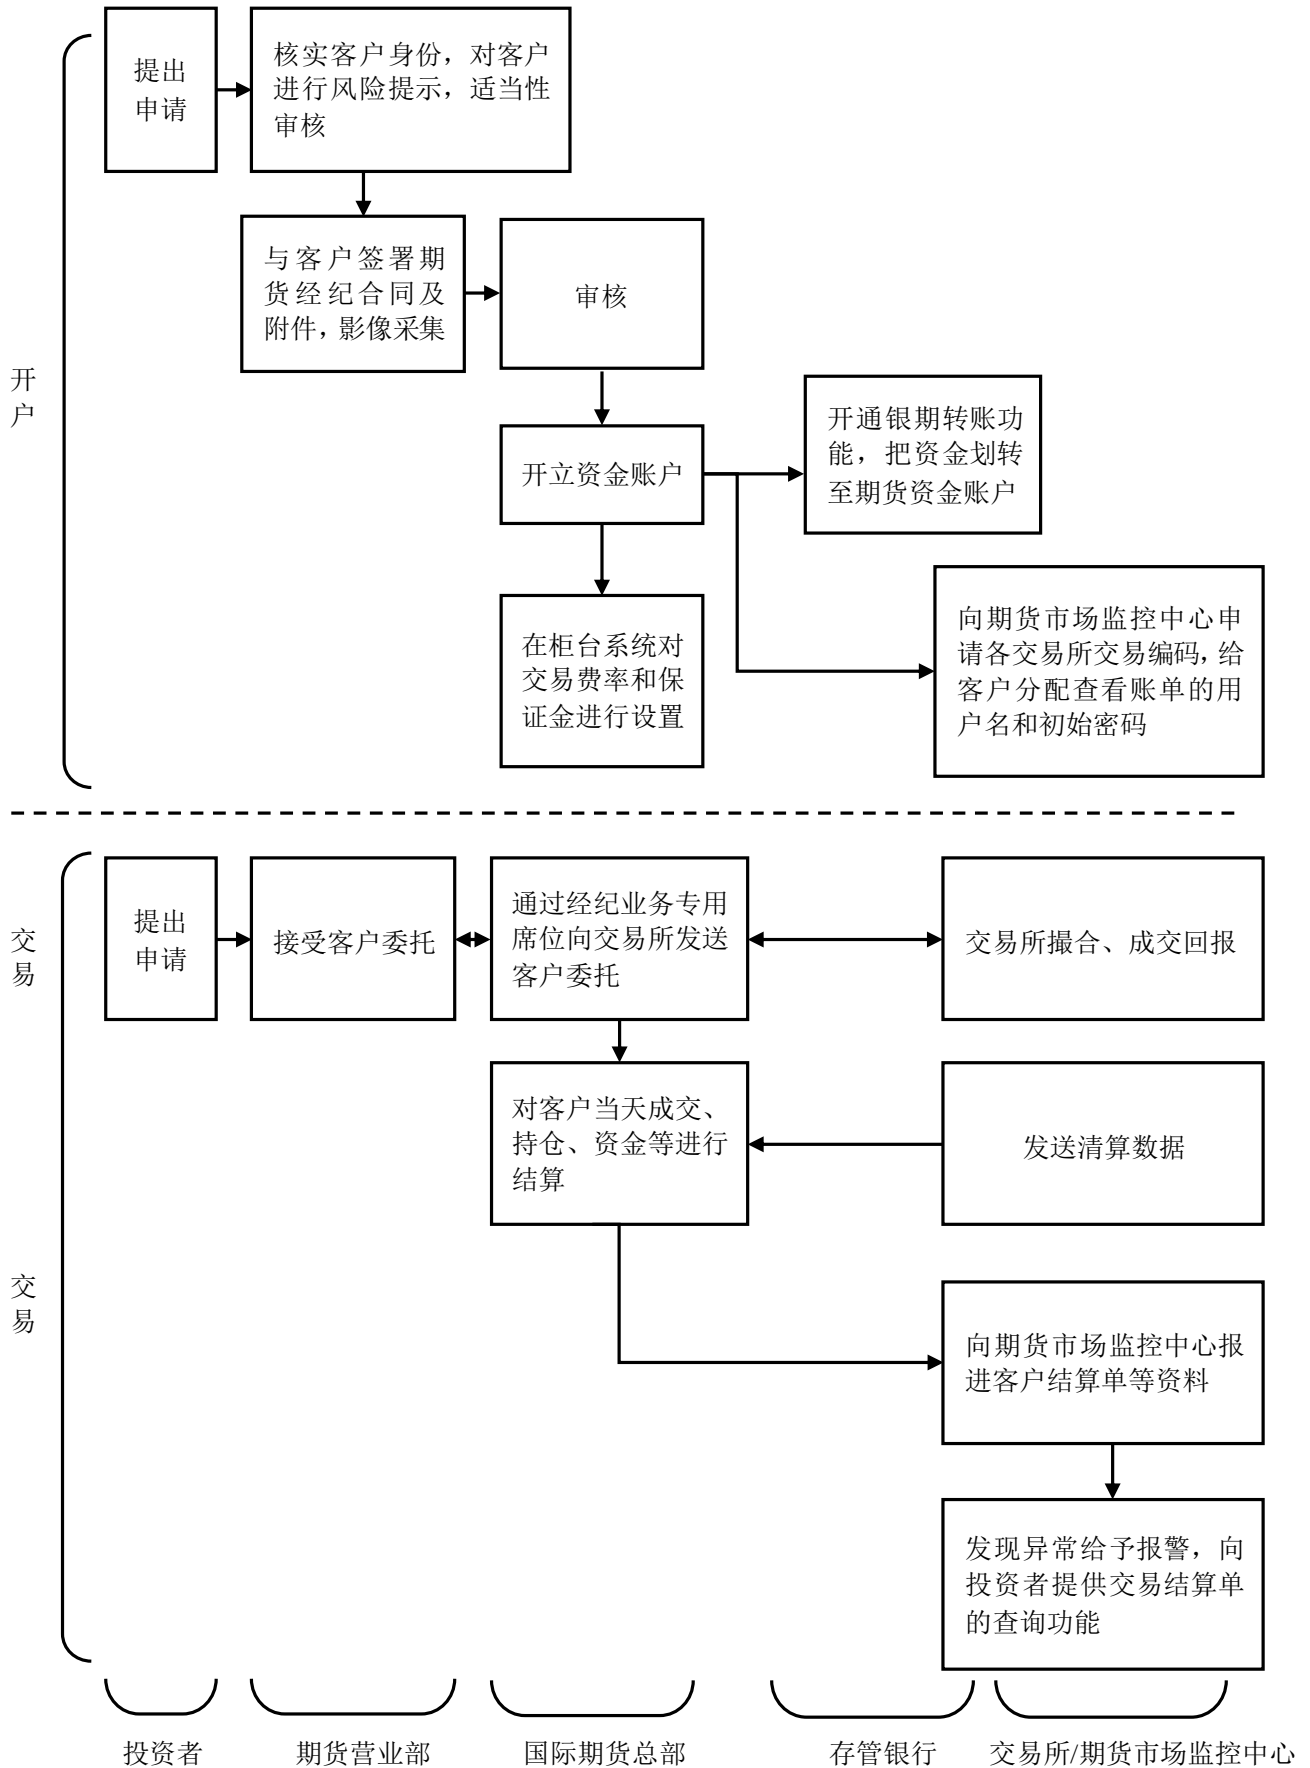 提出
申请
核实客户身份，对客户
进行风险提示，适当性
审核
与客户签署期
货经纪合同及
附件，影像采集
审核
开
户
开立资金账户
开通银期转账功
能，把资金划转
至期货资金账户
在柜台系统对
交易费率和保
证金进行设置
向期货市场监控中心申
请各交易所交易编码，给
客户分配查看账单的用
户名和初始密码
交
易
提出
申请
接受客户委托
通过经纪业务专用
席位向交易所发送
客户委托
交易所撮合、成交回报
对客户当天成交、
持仓、资金等进行
结算
发送清算数据
交
易
向期货市场监控中心报
进客户结算单等资料
发现异常给予报警，向
投资者提供交易结算单
的查询功能
投资者
期货营业部
国际期货总部
存管银行
交易所/期货市场监控中心